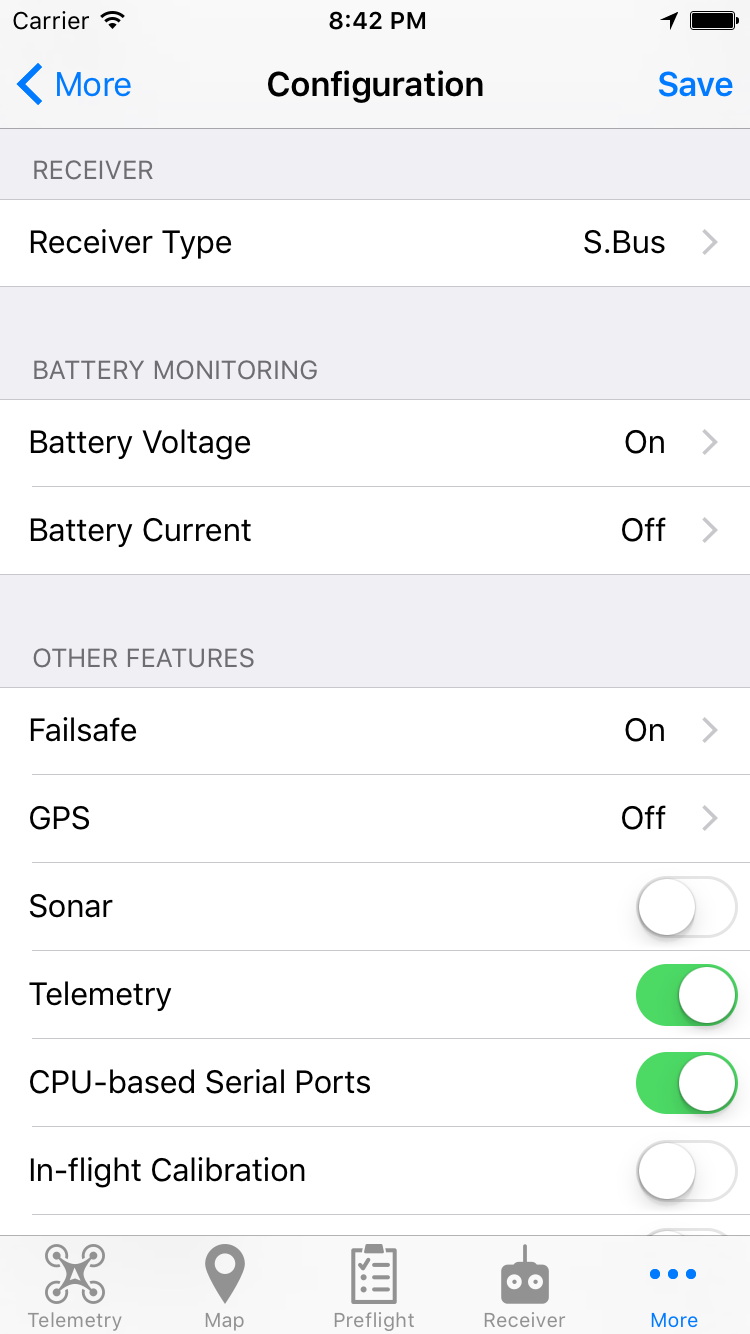 Carrier 8:42 PM
More Configuration Save
RECEIVER
Receiver Type S.Bus
BATTERY MONITORING
Battery Voltage On
Battery Current Off
OTHER FEATURES
Failsafe On
GPS Off
Sonar
Telemetry
CPU-based Serial Ports
In-flight Calibration
Telemetry Map Preflight Receiver More